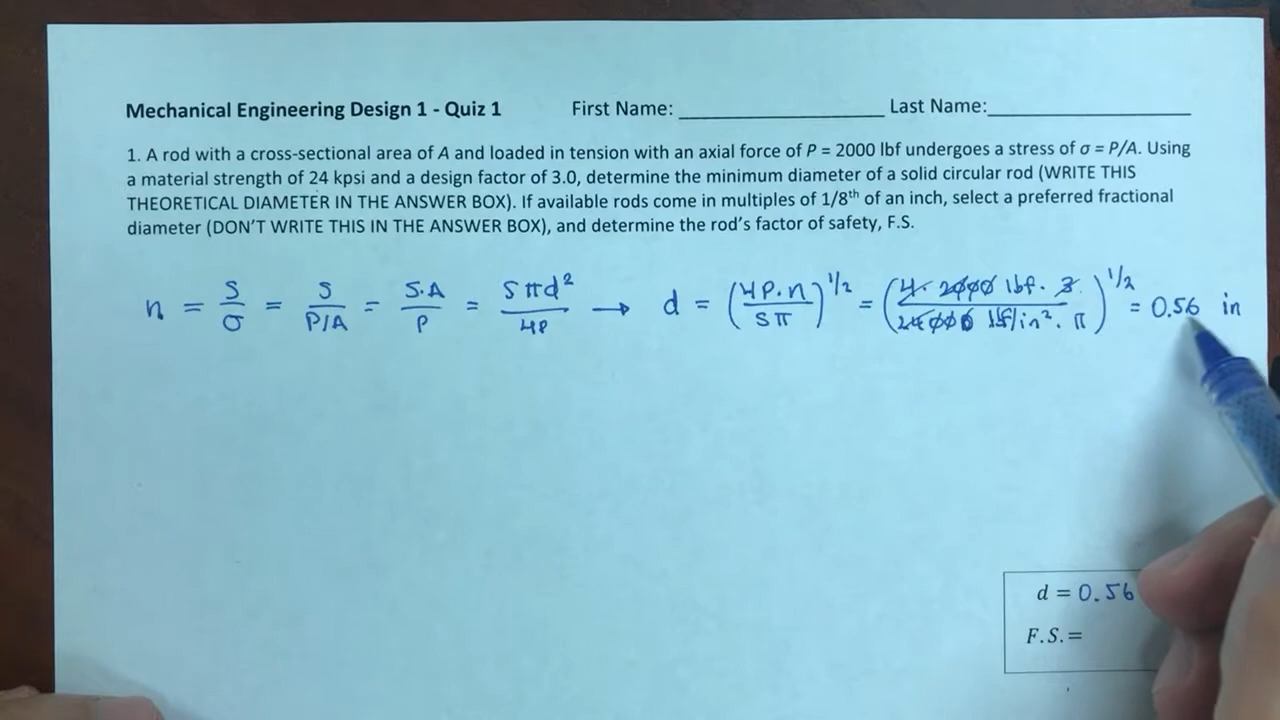 Mechanical Engineering Design 1 - Quiz 1 First Name: ____________________ Last Name:____________________
1. A rod with a cross-sectional area of A and loaded in tension with an axial force of P = 2000 lbf undergoes a stress of σ = P/A. Using
a material strength of 24 kpsi and a design factor of 3.0, determine the minimum diameter of a solid circular rod (WRITE THIS
THEORETICAL DIAMETER IN THE ANSWER BOX). If available rods come in multiples of 1/8th of an inch, select a preferred fractional
diameter (DON'T WRITE THIS IN THE ANSWER BOX), and determine the rod's factor of safety, F.S.
n = S/σ = S/(P/A) = S·A/P = Sπd²/4P → d = (4P·n/Sπ)^1/2 = (4·2000 lbf·3/24000 lbf/in²·π)^1/2 = 0.56 in
d = 0.56
F.S.=